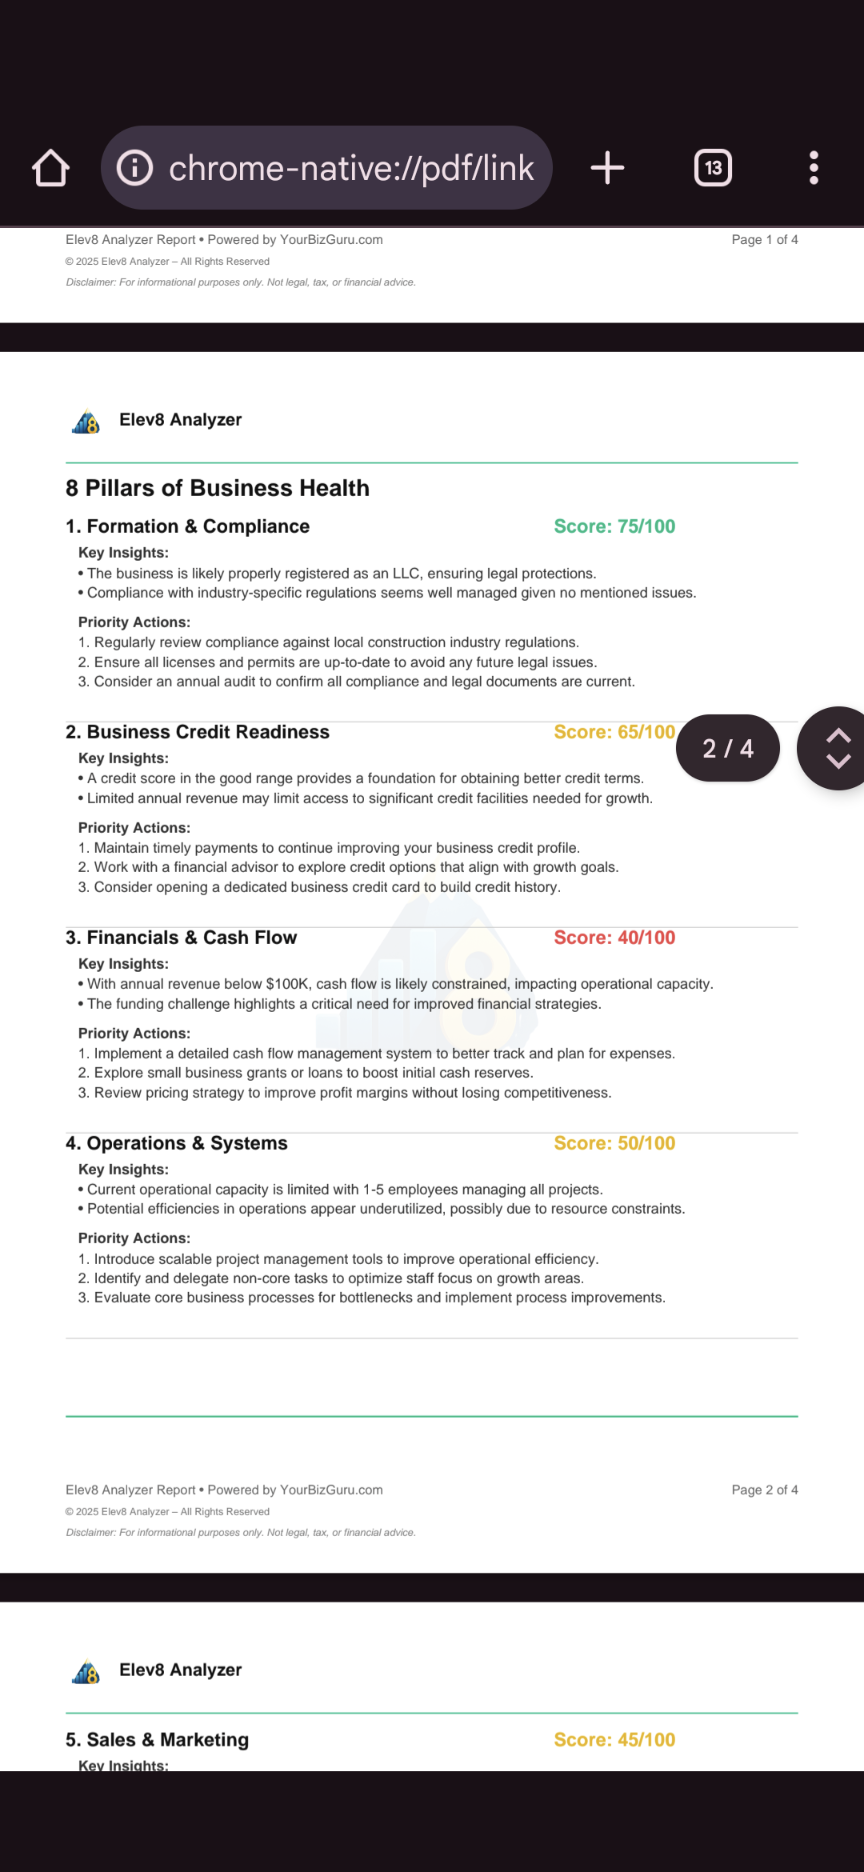 chrome-native://pdf/link
13
Elev8 Analyzer Report • Powered by YourBizGuru.com Page 1 of 4
© 2025 Elev8 Analyzer – All Rights Reserved
Disclaimer: For informational purposes only. Not legal, tax, or financial advice.
Elev8 Analyzer
8 Pillars of Business Health
1. Formation & Compliance Score: 75/100
Key Insights:
• The business is likely properly registered as an LLC, ensuring legal protections.
• Compliance with industry-specific regulations seems well managed given no mentioned issues.
Priority Actions:
1. Regularly review compliance against local construction industry regulations.
2. Ensure all licenses and permits are up-to-date to avoid any future legal issues.
3. Consider an annual audit to confirm all compliance and legal documents are current.
2. Business Credit Readiness Score: 65/100
2 / 4
Key Insights:
• A credit score in the good range provides a foundation for obtaining better credit terms.
• Limited annual revenue may limit access to significant credit facilities needed for growth.
Priority Actions:
1. Maintain timely payments to continue improving your business credit profile.
2. Work with a financial advisor to explore credit options that align with growth goals.
3. Consider opening a dedicated business credit card to build credit history.
3. Financials & Cash Flow Score: 40/100
Key Insights:
• With annual revenue below $100K, cash flow is likely constrained, impacting operational capacity.
• The funding challenge highlights a critical need for improved financial strategies.
Priority Actions:
1. Implement a detailed cash flow management system to better track and plan for expenses.
2. Explore small business grants or loans to boost initial cash reserves.
3. Review pricing strategy to improve profit margins without losing competitiveness.
4. Operations & Systems Score: 50/100
Key Insights:
• Current operational capacity is limited with 1-5 employees managing all projects.
• Potential efficiencies in operations appear underutilized, possibly due to resource constraints.
Priority Actions:
1. Introduce scalable project management tools to improve operational efficiency.
2. Identify and delegate non-core tasks to optimize staff focus on growth areas.
3. Evaluate core business processes for bottlenecks and implement process improvements.
Elev8 Analyzer Report • Powered by YourBizGuru.com Page 2 of 4
© 2025 Elev8 Analyzer – All Rights Reserved
Disclaimer: For informational purposes only. Not legal, tax, or financial advice.
Elev8 Analyzer
5. Sales & Marketing Score: 45/100
Key Insights: